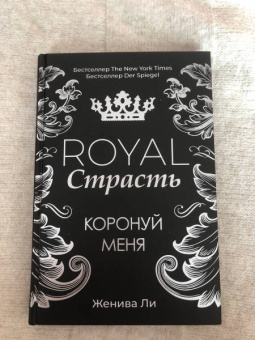 Бестселлер The New York Times
Бестселлер Der Spiegel
ROYAL
Страсть
КОРОНУЙ
МЕНЯ
Женива Ли